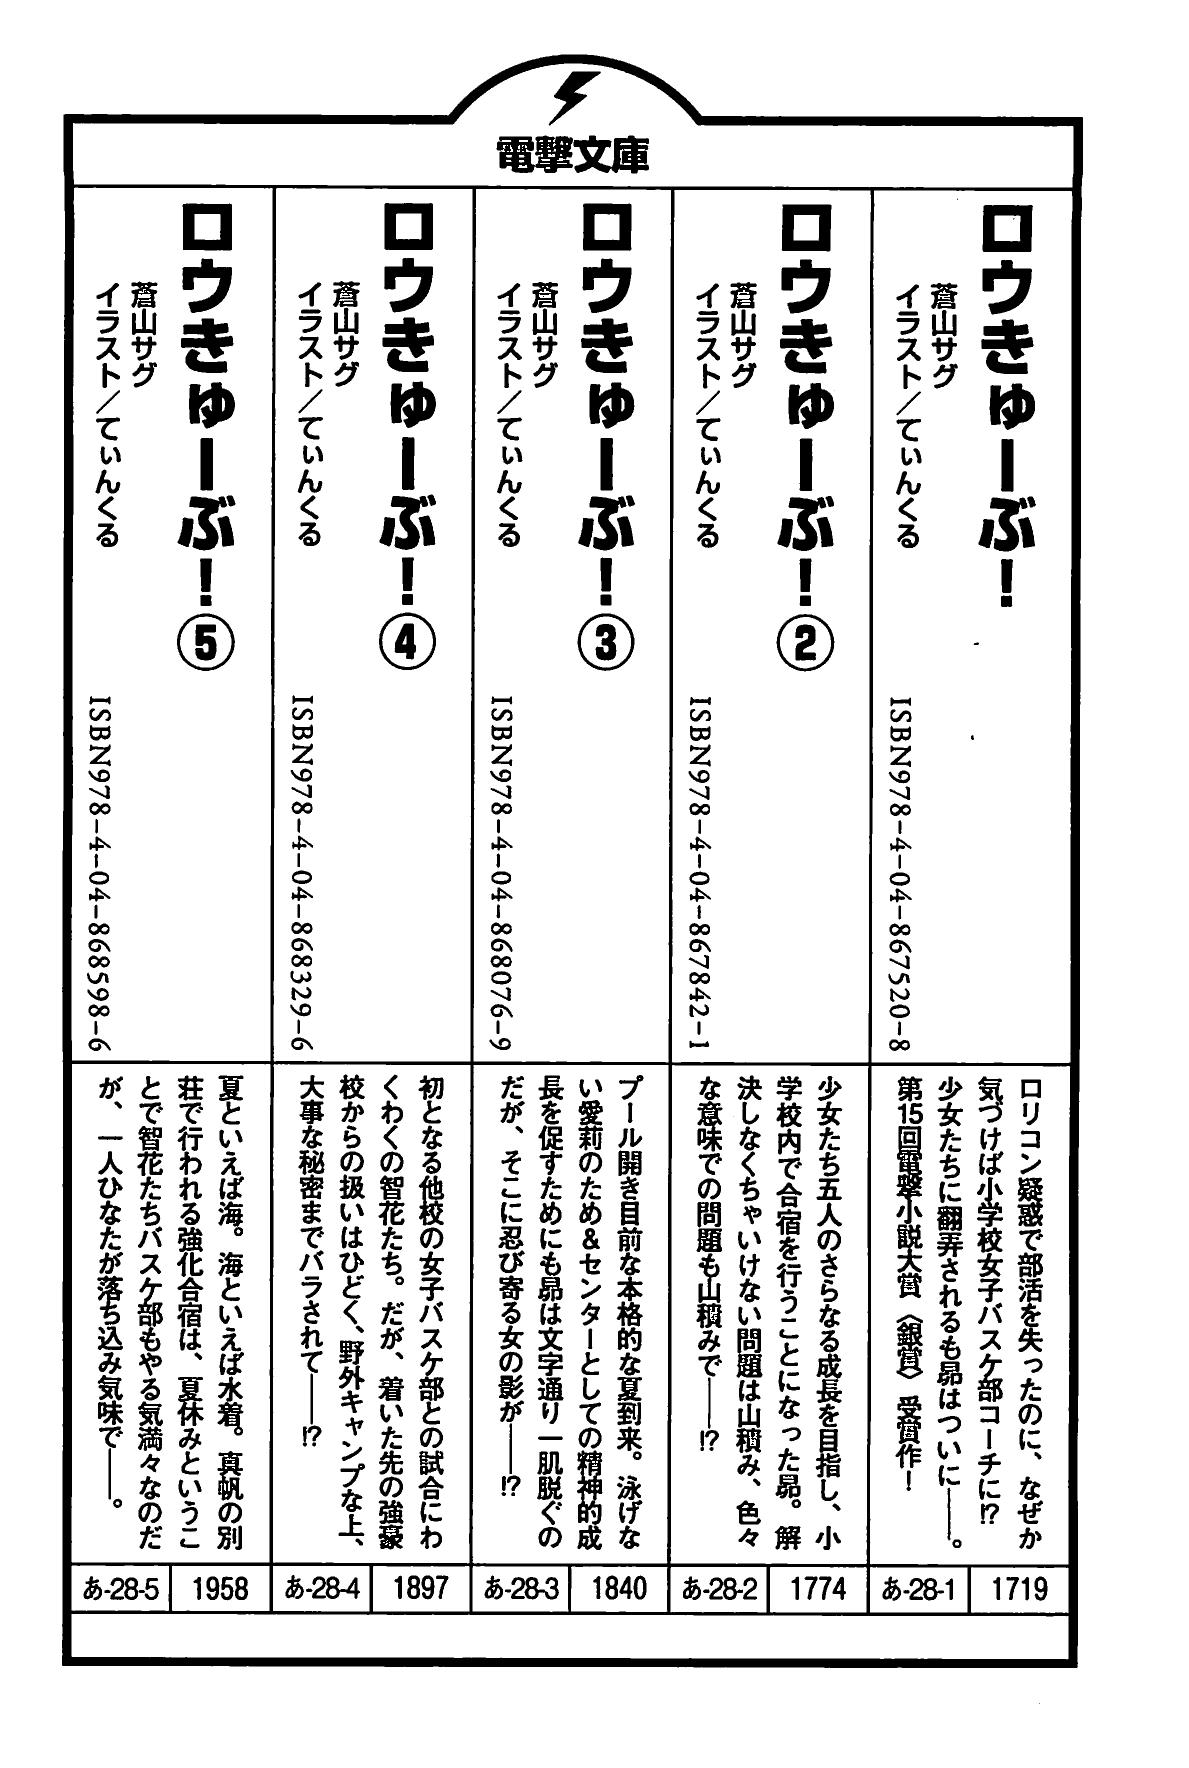 電撃文庫
ロウきゅーぶ!
蒼山サグ
イラスト/てぃんくる
ISBN978-4-04-867520-8
ロリコン疑惑で部活を失ったのに、なぜか
気づけば小学校女子バスケ部コーチに!?
少女たちに翻弄されるも昴はついに――。
第15回電撃小説大賞〈銀賞〉受賞作!
あ-28-1
1719
ロウきゅーぶ!②
蒼山サグ
イラスト/てぃんくる
ISBN978-4-04-867842-1
少女たち五人のさらなる成長を目指し、小
学校内で合宿を行うことになった昴。解
決しなくちゃいけない問題は山積み、色々
な意味での問題も山積みで――!?
あ-28-2
1774
ロウきゅーぶ!③
蒼山サグ
イラスト/てぃんくる
ISBN978-4-04-868076-9
プール開き目前な本格的な夏到来。泳げな
い愛莉のため&センターとしての精神的成
長を促すためにも昴は文字通り一肌脱ぐの
だが、そこに忍び寄る女の影が――!?
あ-28-3
1840
ロウきゅーぶ!④
蒼山サグ
イラスト/てぃんくる
ISBN978-4-04-868329-6
初となる他校の女子バスケ部との試合にわ
くわくの智花たち。だが、着いた先の強豪
校からの扱いはひどく、野外キャンプな上、
大事な秘密までバラされて――!?
あ-28-4
1897
ロウきゅーぶ!⑤
蒼山サグ
イラスト/てぃんくる
ISBN978-4-04-868598-6
夏といえば海。海といえば水着。真帆の別
荘で行われる強化合宿は、夏休みというこ
とで智花たちバスケ部もやる気満々なのだ
が、一人ひなたが落ち込み気味で――。
あ-28-5
1958